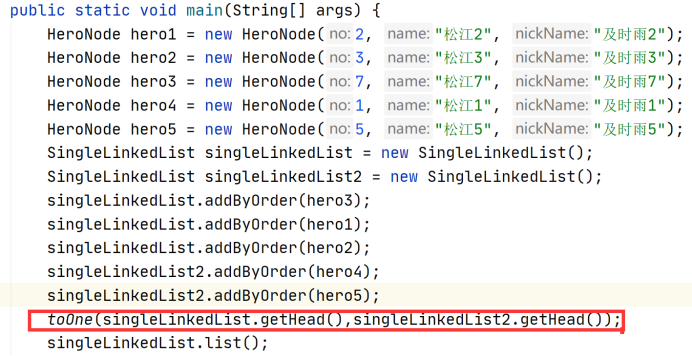 public static void main(String[] args) {
HeroNode hero1 = new HeroNode( no: 2, name: "松江2", nickName: "及时雨2");
HeroNode hero2 = new HeroNode( no: 3, name: "松江3", nickName: "及时雨3");
HeroNode hero3 = new HeroNode( no: 7, name: "松江7", nickName: "及时雨7");
HeroNode hero4 = new HeroNode( no: 1, name: "松江1", nickName: "及时雨1");
HeroNode hero5 = new HeroNode( no: 5, name: "松江5", nickName: "及时雨5");
SingleLinkedList singleLinkedList = new SingleLinkedList();
SingleLinkedList singleLinkedList2 = new SingleLinkedList();
singleLinkedList.addByOrder(hero3);
singleLinkedList.addByOrder(hero1);
singleLinkedList.addByOrder(hero2);
singleLinkedList2.addByOrder(hero4);
singleLinkedList2.addByOrder(hero5);
toOne(singleLinkedList.getHead(),singleLinkedList2.getHead());
singleLinkedList.list();